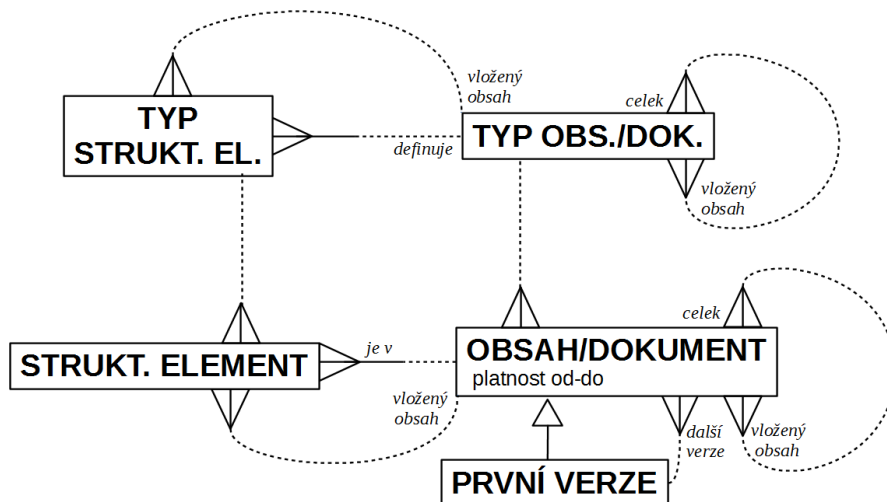 vložený
obsah
celek
TYP
STRUKT. EL.
TYP OBS./DOK.
definuje
vložený
obsah
celek
je v
STRUKT. ELEMENT
OBSAH/DOKUMENT
platnost od-do
vložený
obsah
další
verze
vložený
obsah
PRVNÍ VERZE